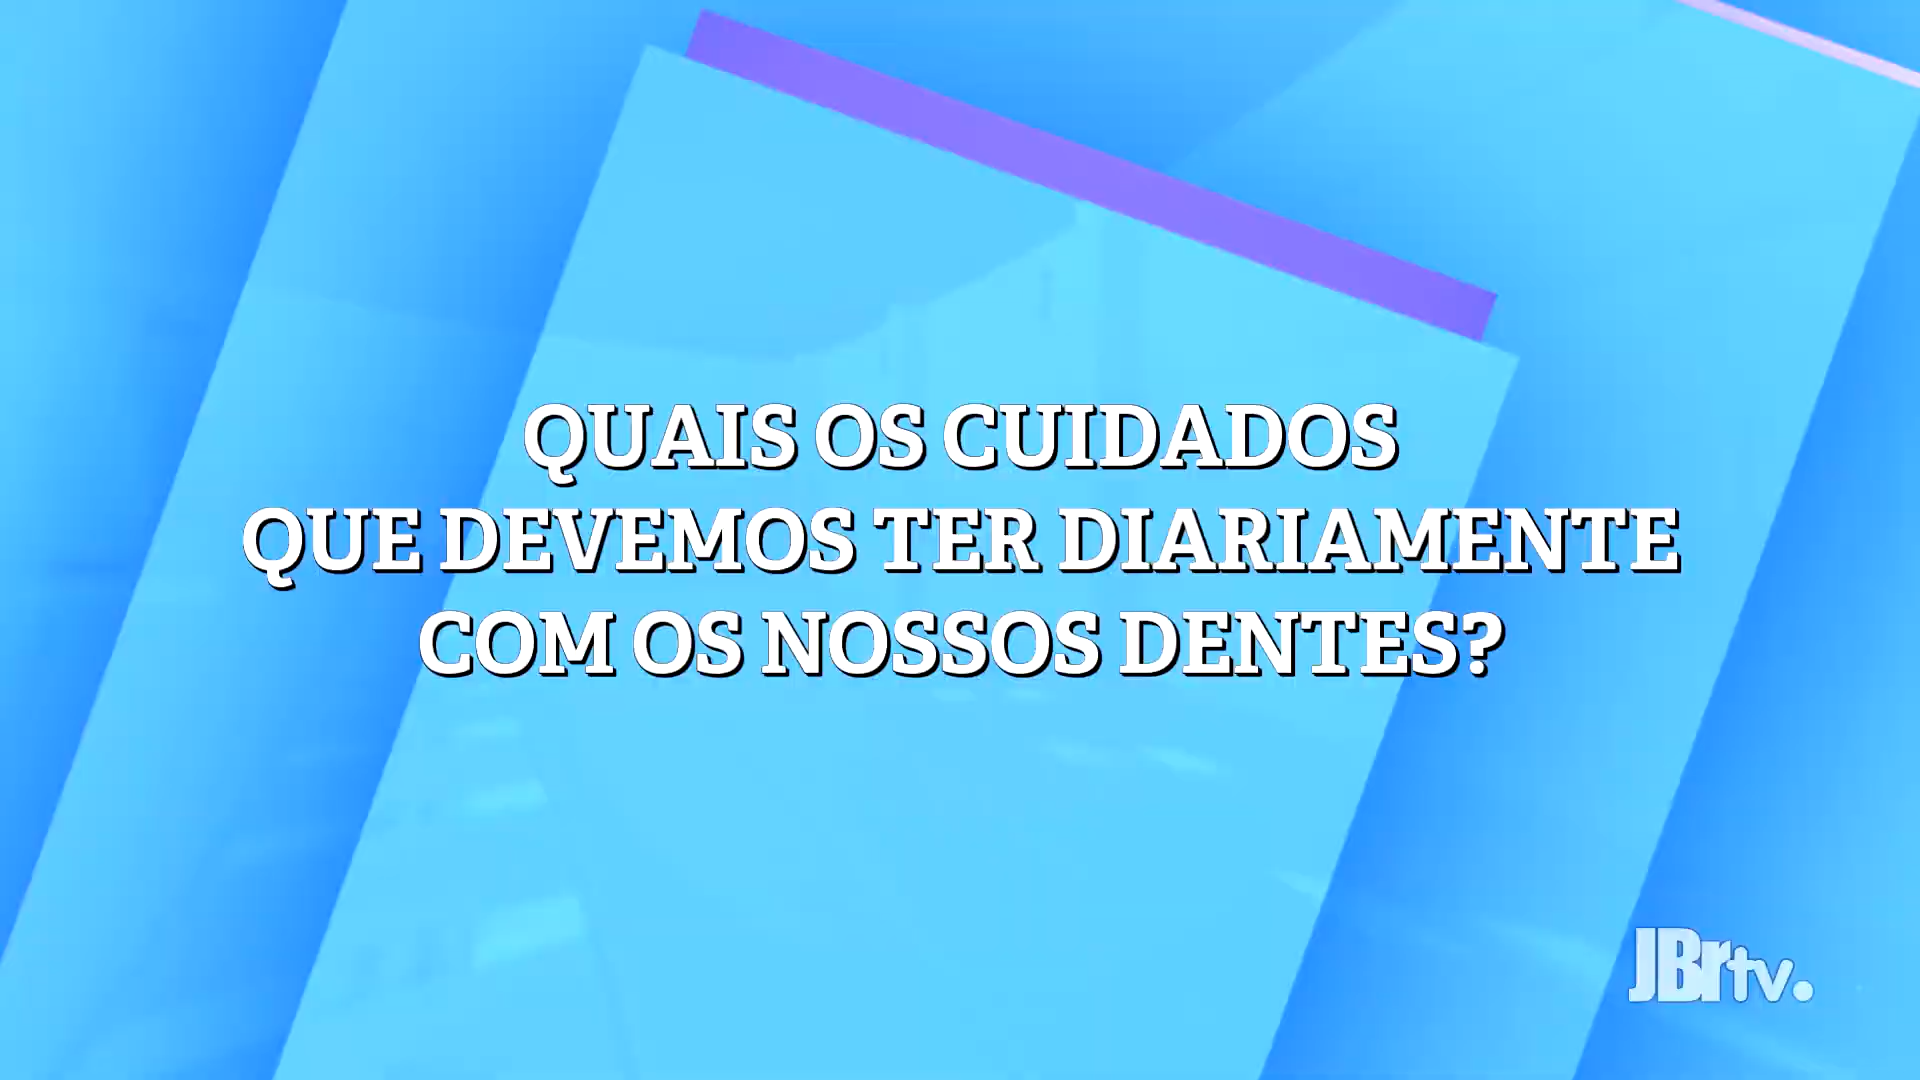 QUAIS OS CUIDADOS
QUE DEVEMOS TER DIARIAMENTE
COM OS NOSSOS DENTES?
JBrtv.